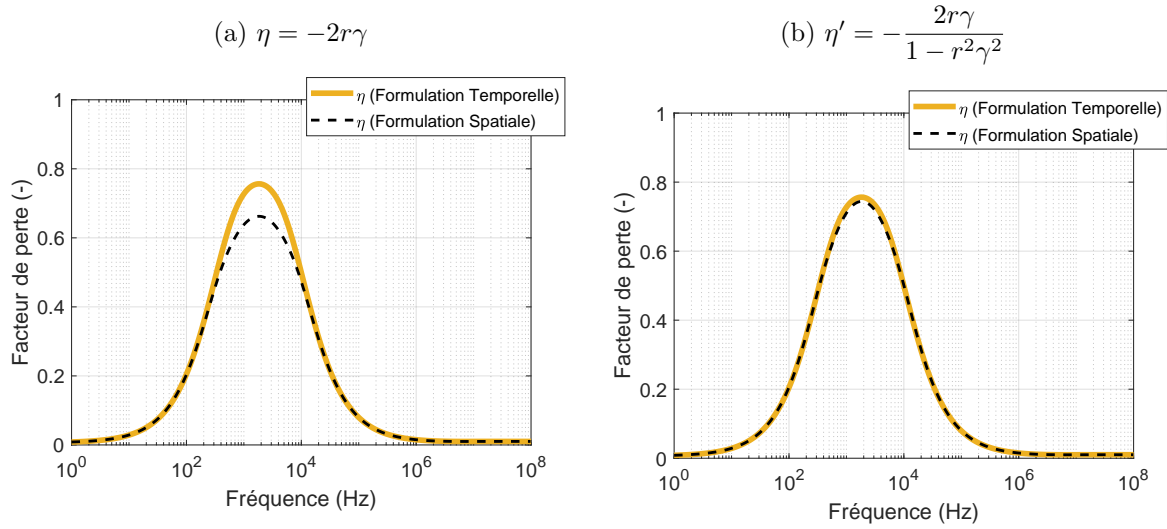 (a) η = −2rγ
η (Formulation Temporelle)
η (Formulation Spatiale)
1
0.8
0.6
0.4
0.2
0
Facteur de perte (-)
10^0 10^2 10^4 10^6 10^8
Fréquence (Hz)
(b) η′ = − 2rγ / 1 − r²γ²
η (Formulation Temporelle)
η (Formulation Spatiale)
1
0.8
0.6
0.4
0.2
0
Facteur de perte (-)
10^0 10^2 10^4 10^6 10^8
Fréquence (Hz)